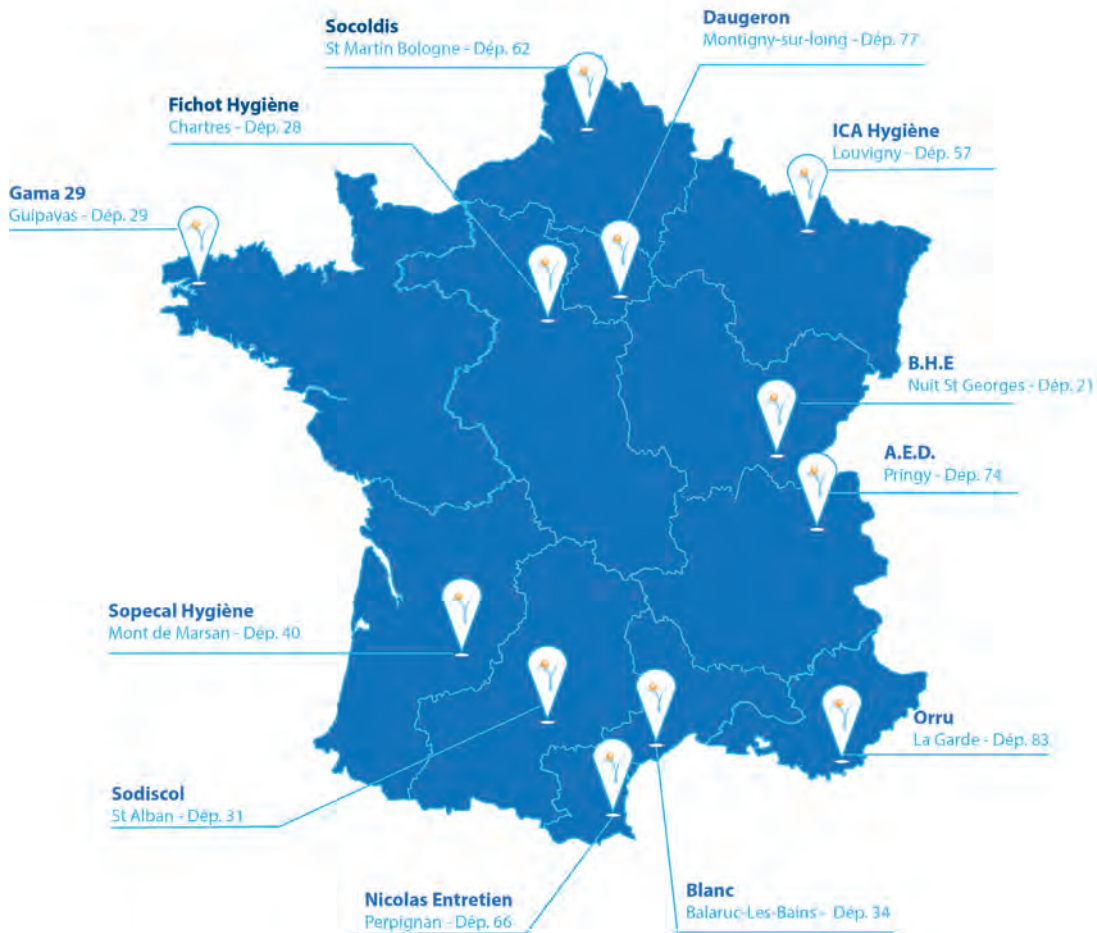 Socoldis
St Martin Bologne - Dép. 62
Daugeron
Montigny-sur-loing - Dép. 77
Fichot Hygiène
Chartres - Dép. 28
ICA Hygiène
Louvigny - Dép. 57
Gama 29
Guipavas - Dép. 29
B.H.E
Nuit St Georges - Dép. 21
A.E.D.
Pringy - Dep. 74
Sopecal Hygiène
Mont de Marsan - Dép. 40
Orru
La Garde - Dép. 83
Sodiscol
St Alban - Dép. 31
Nicolas Entretien
Perpignan - Dép. 66
Blanc
Balaruc-Les-Bains - Dép. 34